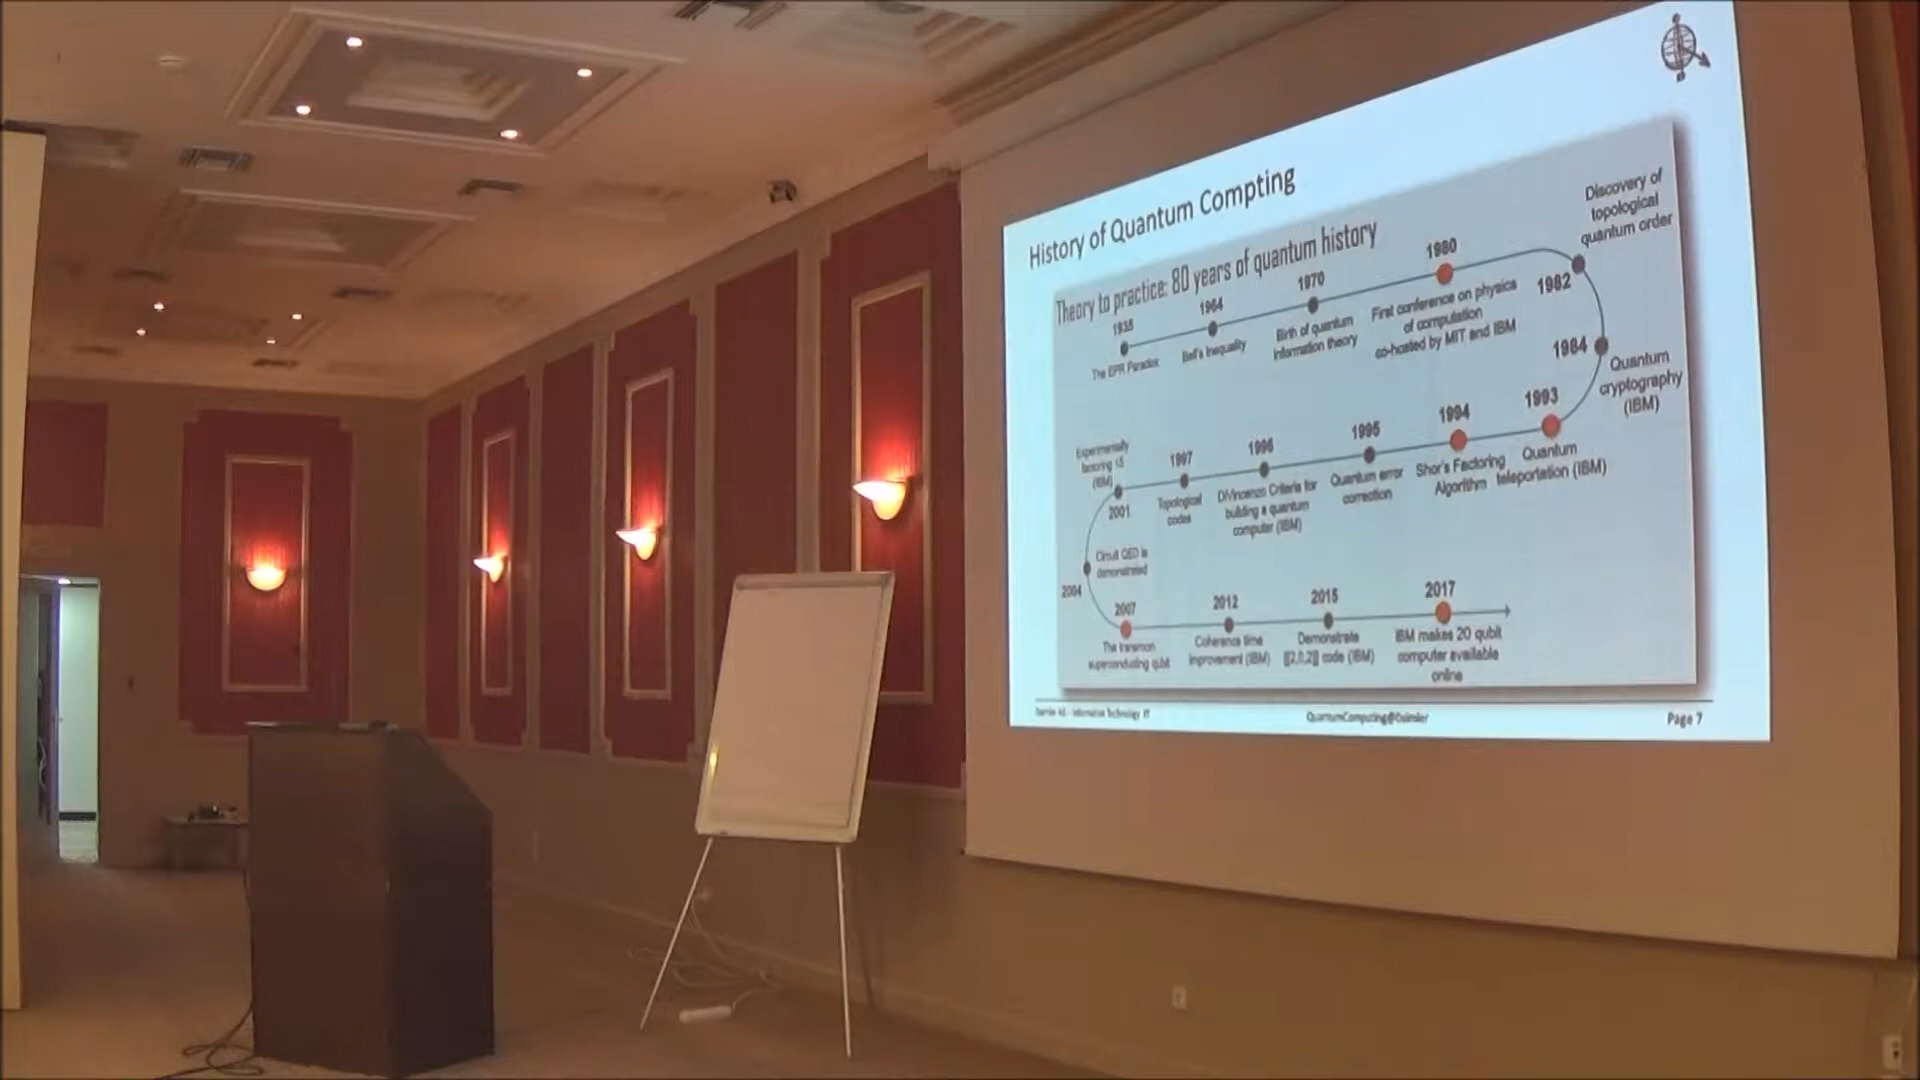 History of Quantum Compting
Theory to practice: 80 years of quantum history
1935
The EPR Paradox
1964
Bell's Inequality
1970
Birth of quantum
information theory
1980
First conference on physics
of computation
co-hosted by MIT and IBM
Discovery of
topological
quantum order
1982
1984
Quantum
cryptography
(IBM)
1993
Quantum
teleportation (IBM)
1994
Shor's Factoring
Algorithm
1995
Quantum error
correction
1996
DiVincenzo Criteria for
building a quantum
computer (IBM)
1997
Topological
codes
Experimentally
factoring 15
(IBM)
2001
Circuit QED is
demonstrated
2004
2007
The transmon
superconducting qubit
2012
Coherence time
improvement (IBM)
2015
Demonstrate
[[2,0,2]] code (IBM)
2017
IBM makes 20 qubit
computer available
online
Daimler AG - Information Technology IT
QuantumComputing@Daimler
Page 7